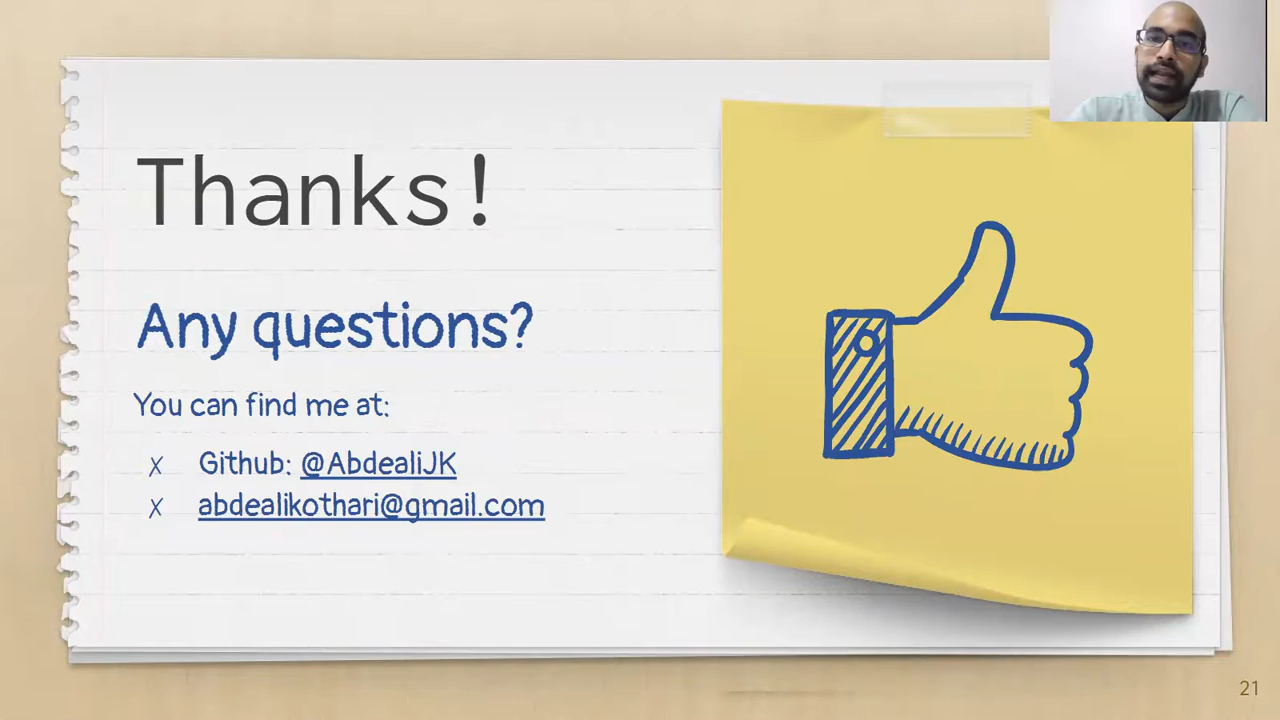 Thanks!
Any questions?
You can find me at:
x Github: @AbdealiJK
x abdealikothari@gmail.com
21